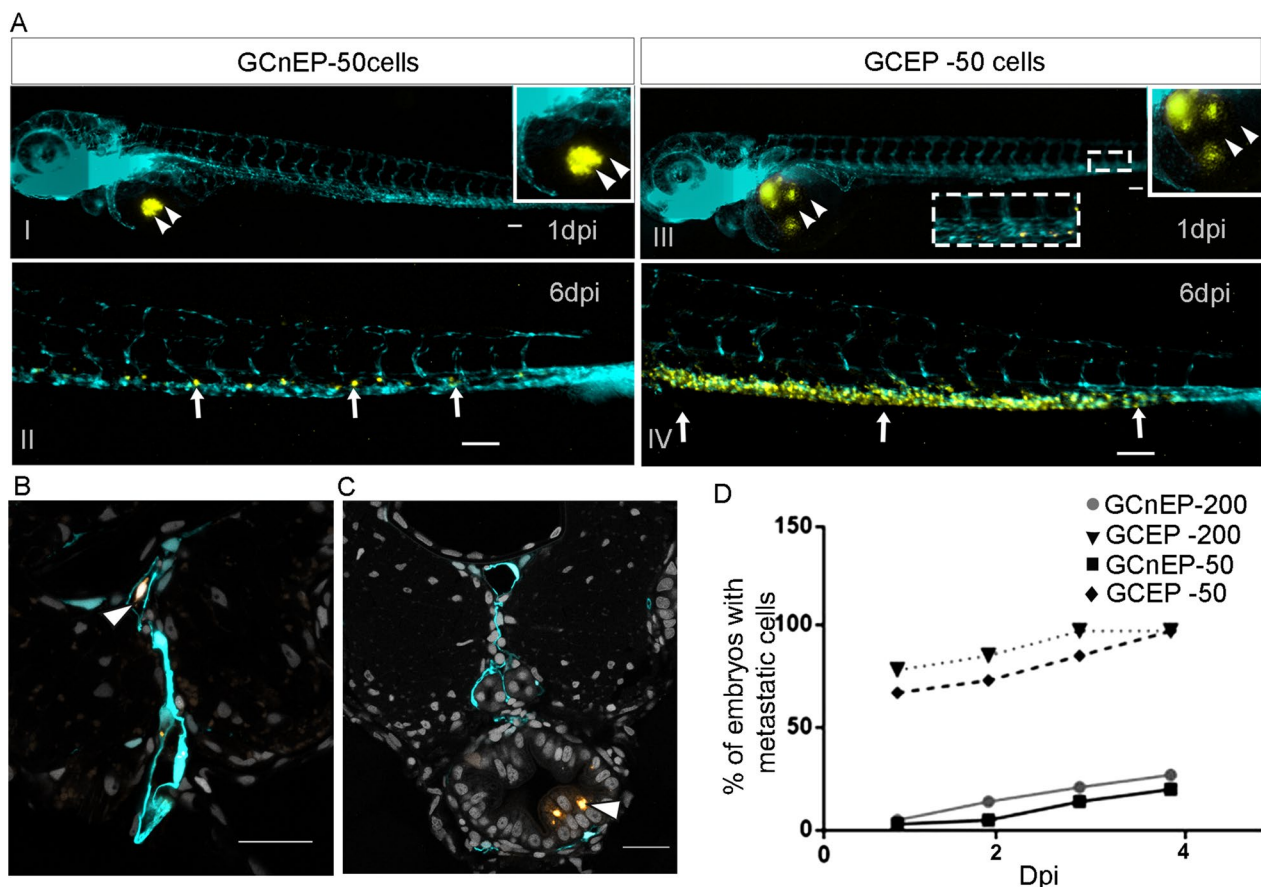 A
GCnEP-50cells
GCEP -50 cells
I
1dpi
III
1dpi
6dpi
II
6dpi
IV
B
C
D
GCnEP-200
GCEP -200
GCnEP-50
GCEP -50
% of embryos with
metastatic cells
150
100
50
0
0
2
4
Dpi